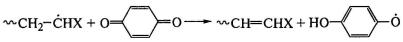 ~CH₂-ĊHX + O=⟨ ⟩=O ⟶ ~CH=CHX + HO-⟨ ⟩-Ȯ